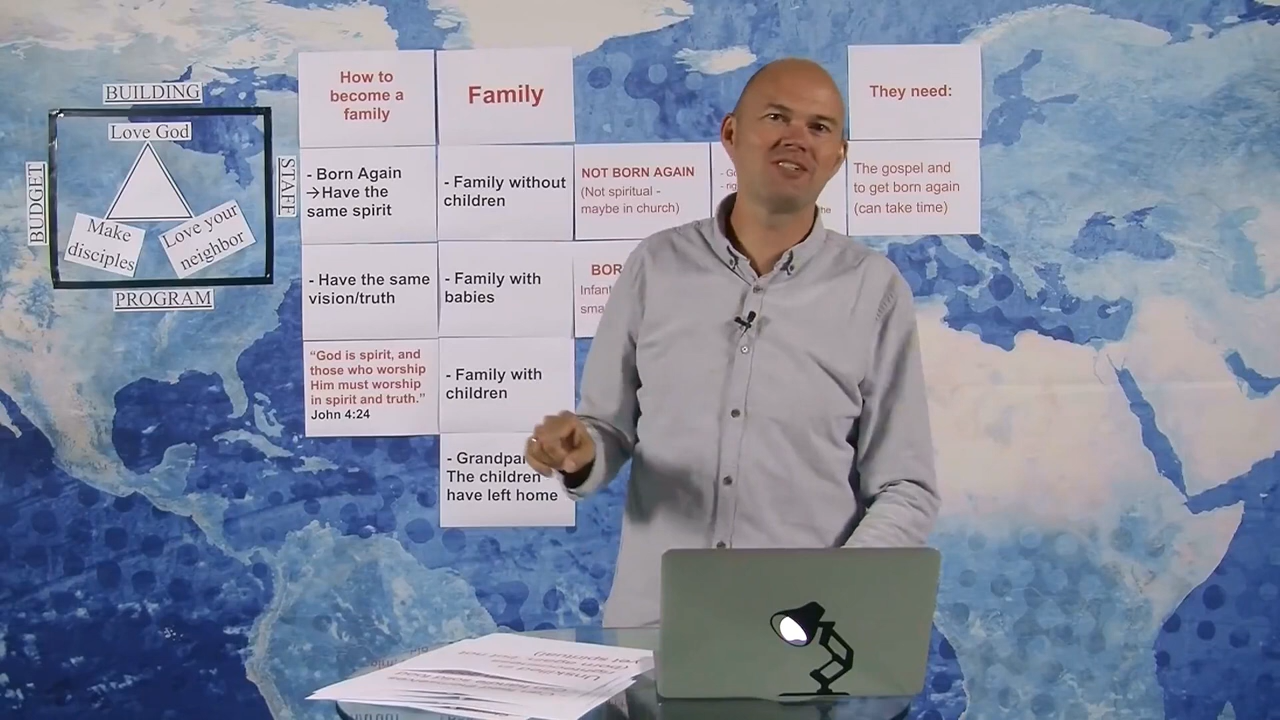 BUILDING
Love God
BUDGET
STAFF
Make
disciples
Love your
neighbor
PROGRAM
How to
become a
family
Family
They need:
- Born Again
→Have the
same spirit
- Family without
children
NOT BORN AGAIN
(Not spiritual -
maybe in church)
The gospel and
to get born again
(can take time)
- Have the same
vision/truth
- Family with
babies
“God is spirit, and
those who worship
Him must worship
in spirit and truth.”
John 4:24
- Family with
children
The children
have left home